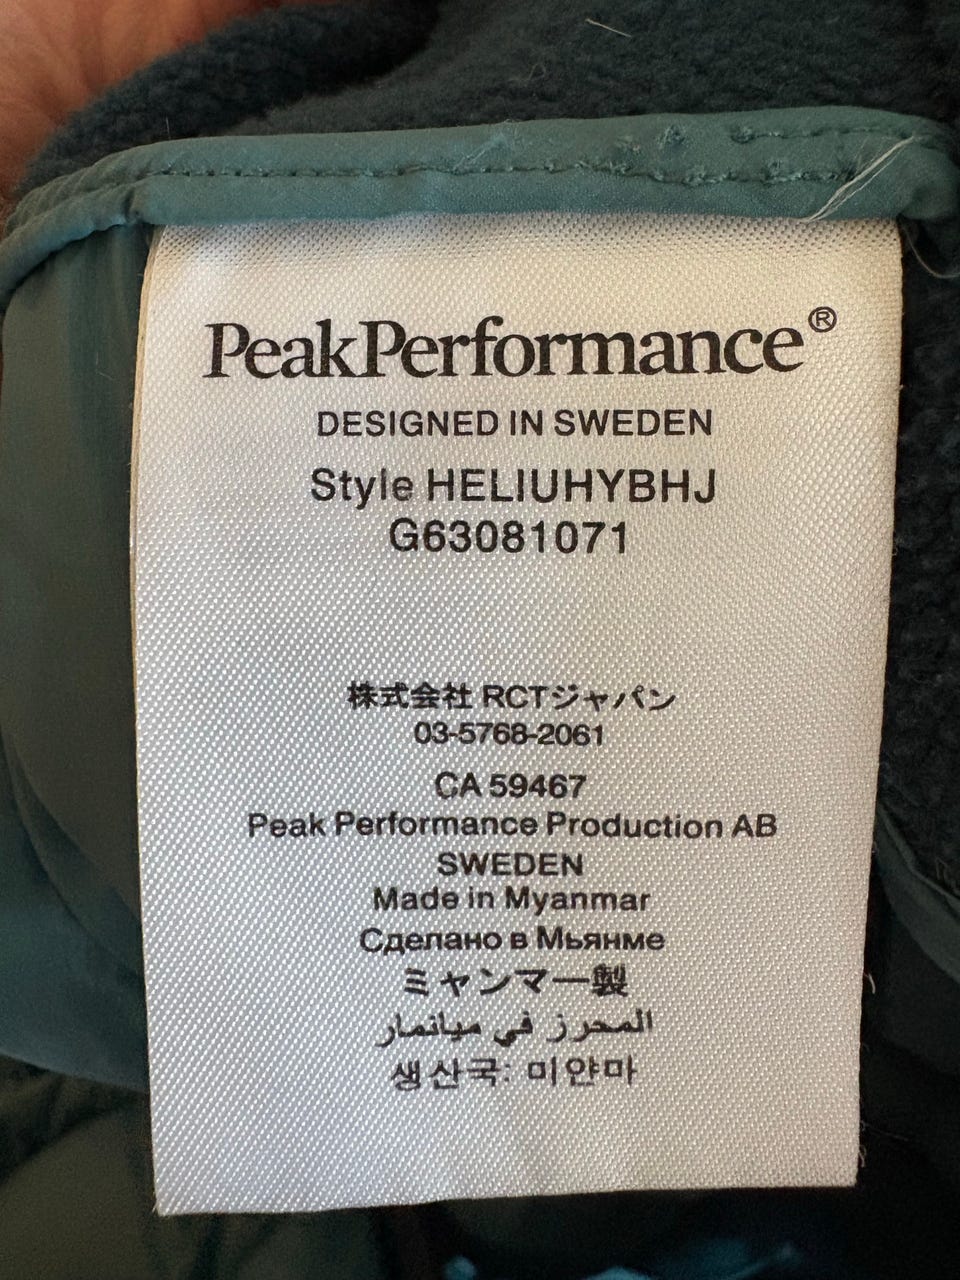 PeakPerformance®
DESIGNED IN SWEDEN
Style HELIUHYBHJ
G63081071
株式会社 RCTジャパン
03-5768-2061
CA 59467
Peak Performance Production AB
SWEDEN
Made in Myanmar
Сделано в Мьянме
ミャンマー製
المحرز في ميانمار
생산국: 미얀마